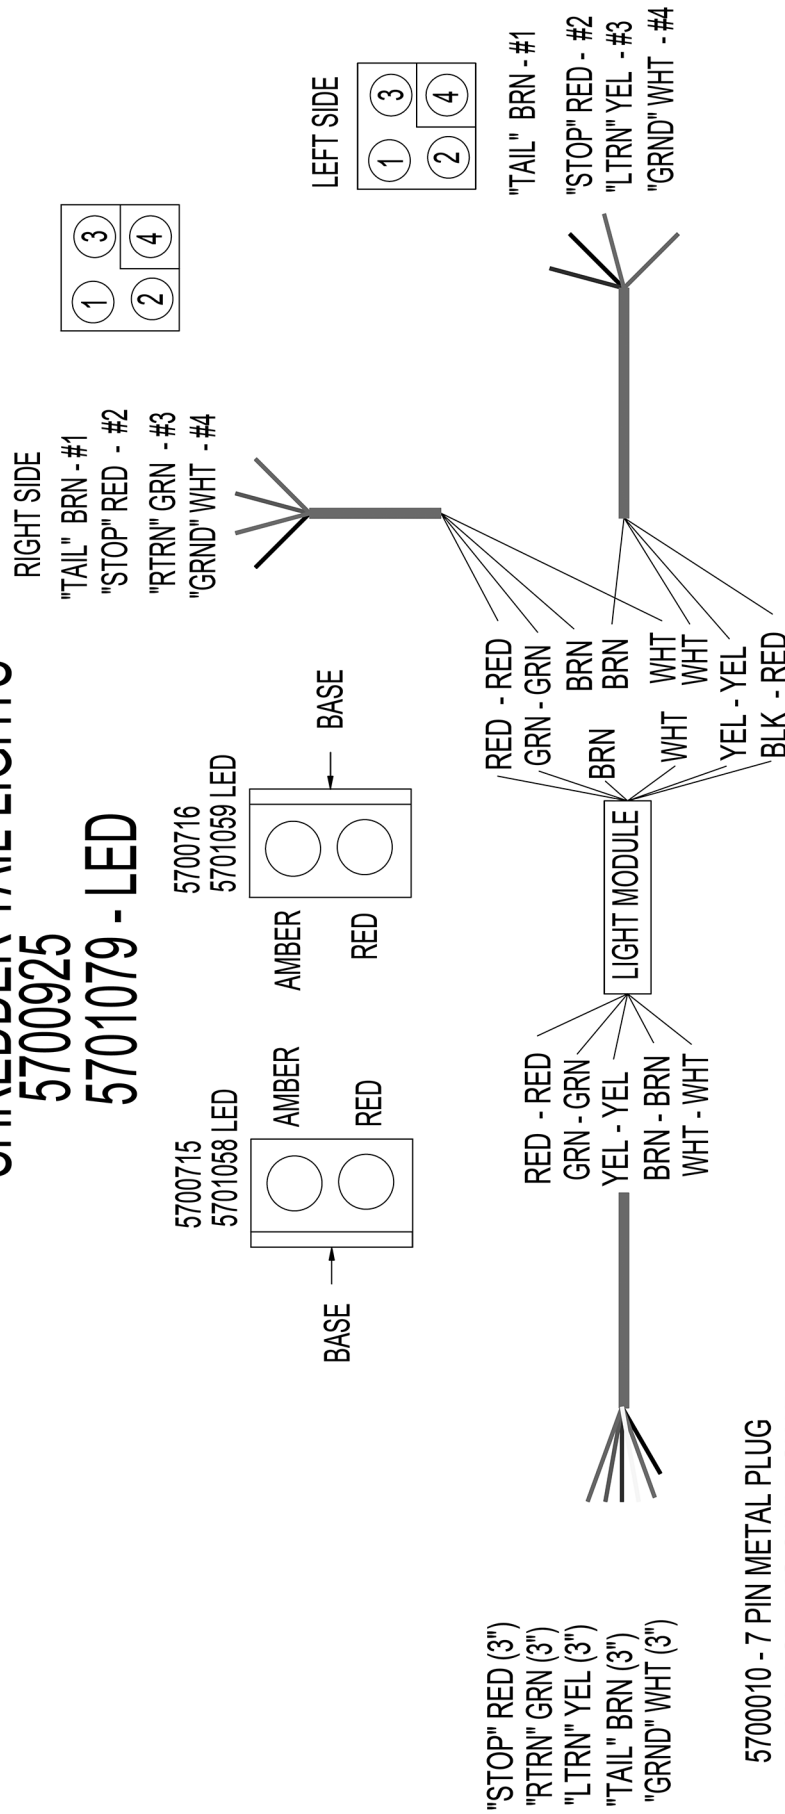 5700925
5701079 - LED
RIGHT SIDE
"TAIL" BRN - #1
"STOP" RED - #2
"RTRN" GRN - #3
"GRND" WHT - #4
1
3
2
4
LEFT SIDE
1
3
2
4
"TAIL" BRN - #1
"STOP" RED - #2
"LTRN" YEL - #3
"GRND" WHT - #4
5700715
5701058 LED
BASE
AMBER
RED
5700716
5701059 LED
AMBER
RED
BASE
"STOP" RED (3")
"RTRN" GRN (3")
"LTRN" YEL (3")
"TAIL" BRN (3")
"GRND" WHT (3")
RED - RED
GRN - GRN
YEL - YEL
BRN - BRN
WHT - WHT
LIGHT MODULE
RED - RED
GRN - GRN
BRN
BRN
BRN
WHT
WHT
WHT
YEL - YEL
BLK - RED
5700010 - 7 PIN METAL PLUG